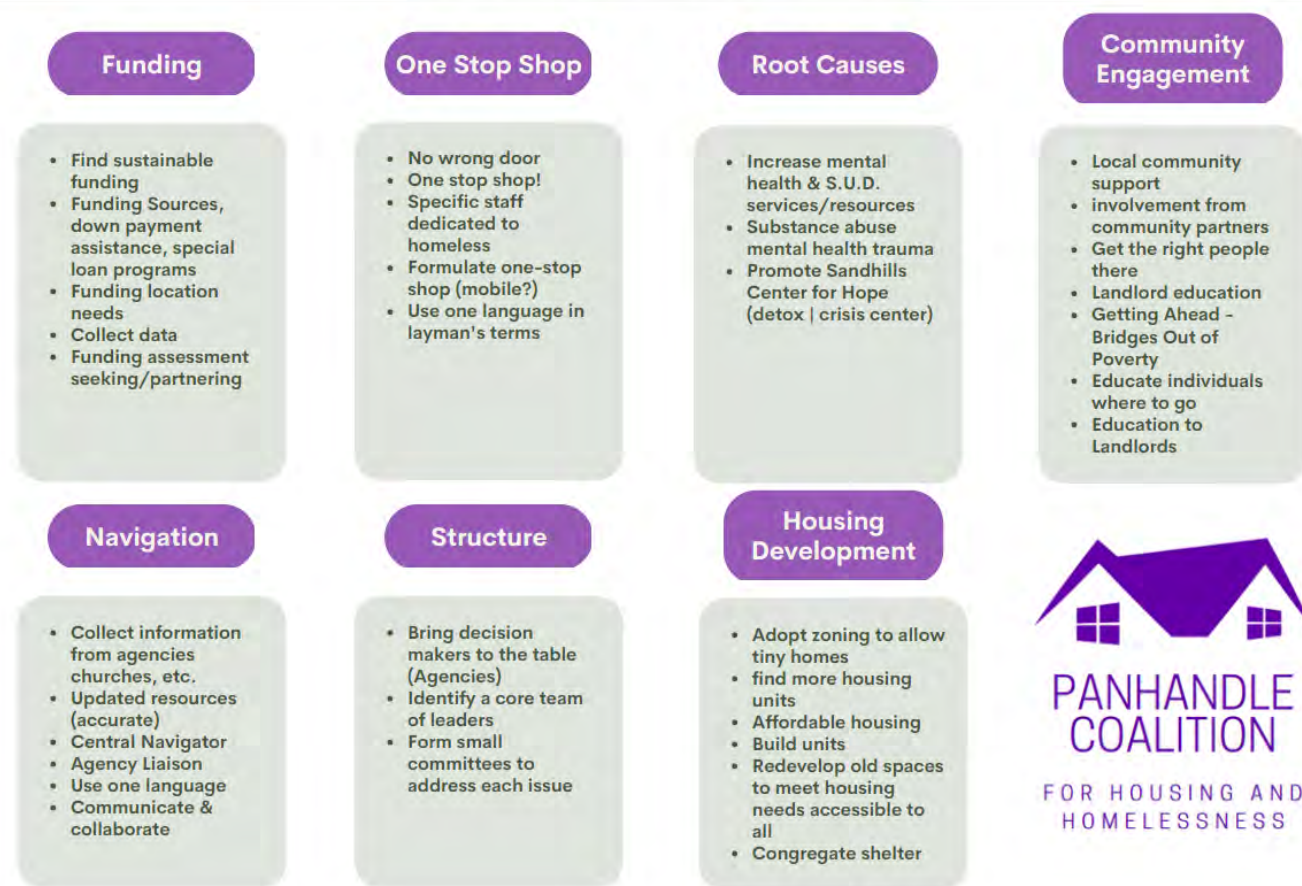 Funding
• Find sustainable
funding
• Funding Sources,
down payment
assistance, special
loan programs
• Funding location
needs
• Collect data
• Funding assessment
seeking/partnering
One Stop Shop
• No wrong door
• One stop shop!
• Specific staff
dedicated to
homeless
• Formulate one-stop
shop (mobile?)
• Use one language in
layman's terms
Root Causes
• Increase mental
health & S.U.D.
services/resources
• Substance abuse
mental health trauma
• Promote Sandhills
Center for Hope
(detox | crisis center)
Community
Engagement
• Local community
support
• involvement from
community partners
• Get the right people
there
• Landlord education
• Getting Ahead -
Bridges Out of
Poverty
• Educate individuals
where to go
• Education to
Landlords
Navigation
• Collect information
from agencies
churches, etc.
• Updated resources
(accurate)
• Central Navigator
• Agency Liaison
• Use one language
• Communicate &
collaborate
Structure
• Bring decision
makers to the table
(Agencies)
• Identify a core team
of leaders
• Form small
committees to
address each issue
Housing
Development
• Adopt zoning to allow
tiny homes
• find more housing
units
• Affordable housing
• Build units
• Redevelop old spaces
to meet housing
needs accessible to
all
• Congregate shelter
PANHANDLE
COALITION
FOR HOUSING AND
HOMELESSNESS